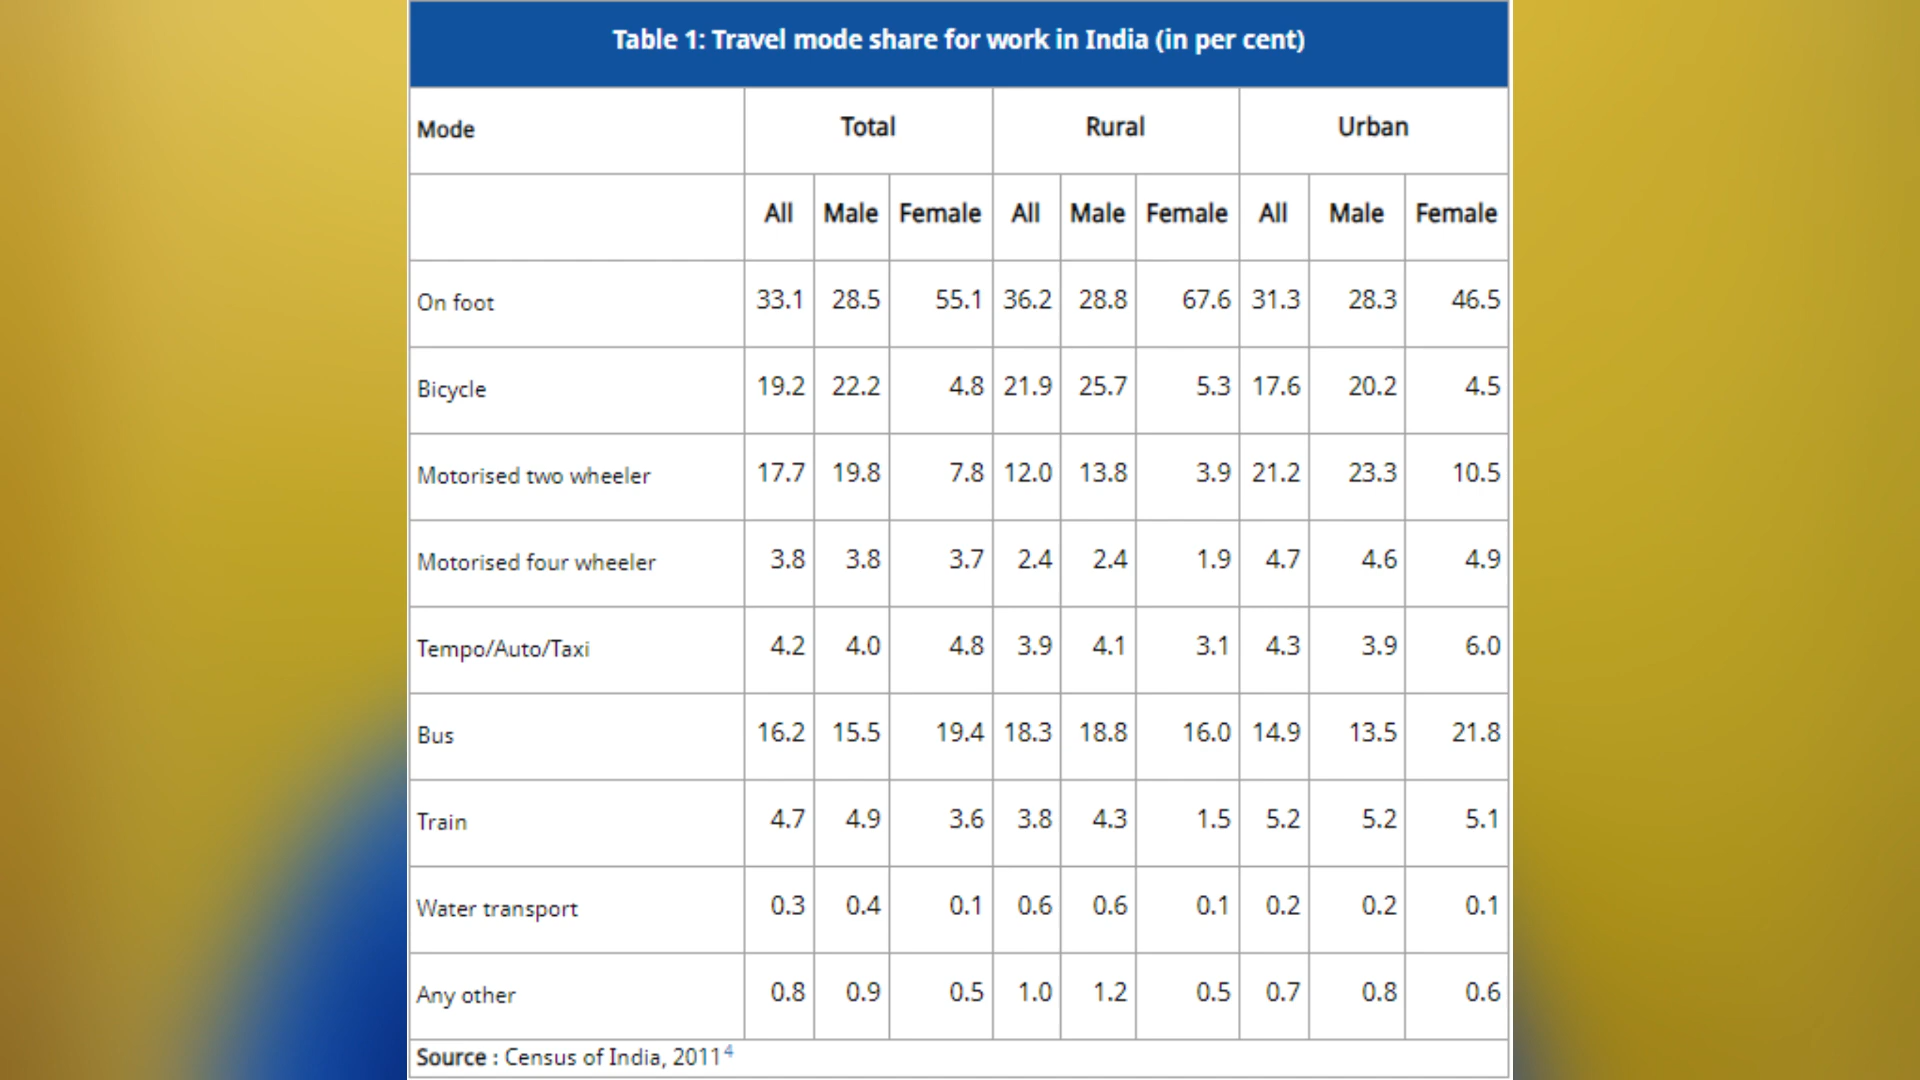 Table 1: Travel mode share for work in India (in per cent)
Mode Total Rural Urban
All Male Female All Male Female All Male Female
On foot 33.1 28.5 55.1 36.2 28.8 67.6 31.3 28.3 46.5
Bicycle 19.2 22.2 4.8 21.9 25.7 5.3 17.6 20.2 4.5
Motorised two wheeler 17.7 19.8 7.8 12.0 13.8 3.9 21.2 23.3 10.5
Motorised four wheeler 3.8 3.8 3.7 2.4 2.4 1.9 4.7 4.6 4.9
Tempo/Auto/Taxi 4.2 4.0 4.8 3.9 4.1 3.1 4.3 3.9 6.0
Bus 16.2 15.5 19.4 18.3 18.8 16.0 14.9 13.5 21.8
Train 4.7 4.9 3.6 3.8 4.3 1.5 5.2 5.2 5.1
Water transport 0.3 0.4 0.1 0.6 0.6 0.1 0.2 0.2 0.1
Any other 0.8 0.9 0.5 1.0 1.2 0.5 0.7 0.8 0.6
Source : Census of India, 2011⁴